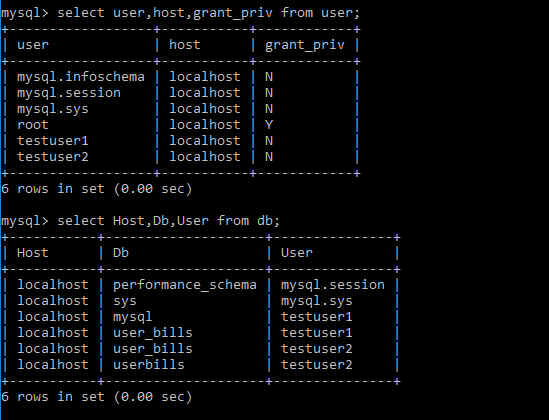 mysql> select user,host,grant_priv from user;
+------------------+-----------+------------+
| user             | host      | grant_priv |
+------------------+-----------+------------+
| mysql.infoschema | localhost | N          |
| mysql.session    | localhost | N          |
| mysql.sys        | localhost | N          |
| root             | localhost | Y          |
| testuser1        | localhost | N          |
| testuser2        | localhost | N          |
+------------------+-----------+------------+
6 rows in set (0.00 sec)
mysql> select Host,Db,User from db;
+-----------+--------------------+---------------+
| Host      | Db                 | User          |
+-----------+--------------------+---------------+
| localhost | performance_schema | mysql.session |
| localhost | sys                | mysql.sys     |
| localhost | mysql              | testuser1     |
| localhost | user_bills         | testuser1     |
| localhost | user_bills         | testuser2     |
| localhost | userbills          | testuser2     |
+-----------+--------------------+---------------+
6 rows in set (0.00 sec)